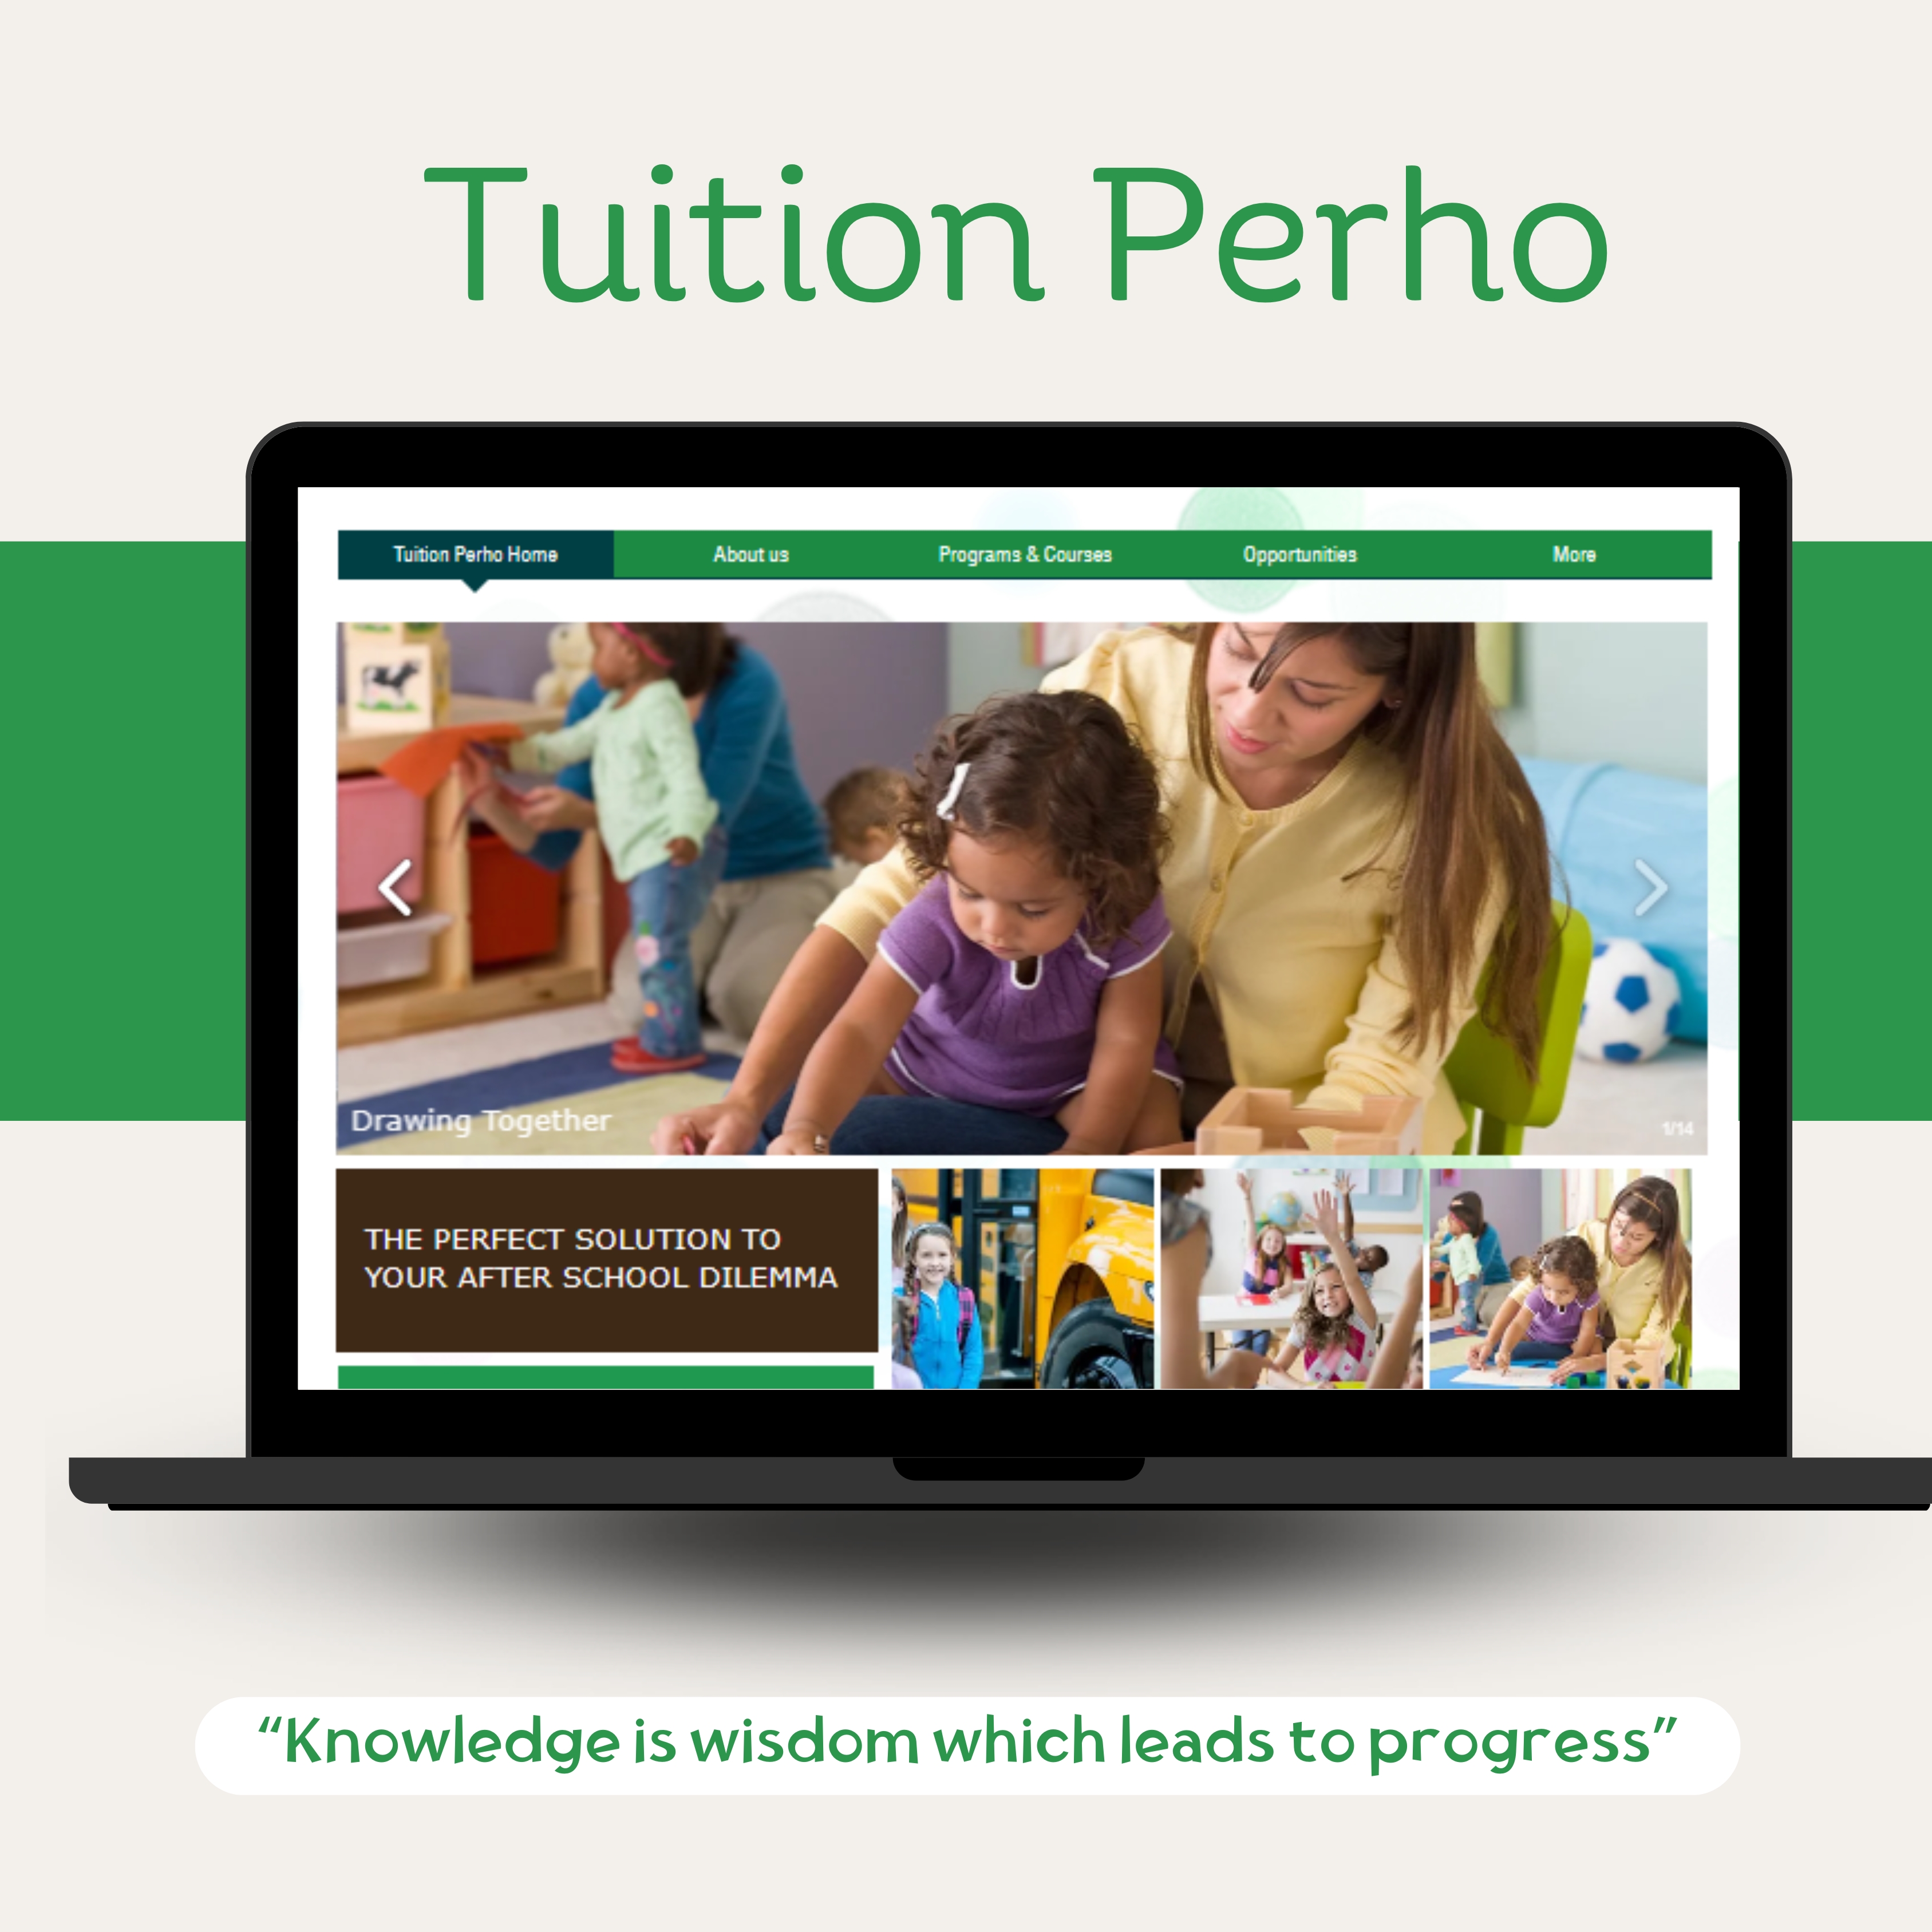 Tuition Perho
Tuition Perho Home
About us
Programs & Courses
Opportunities
More
Drawing Together
1/14
THE PERFECT SOLUTION TO
YOUR AFTER SCHOOL DILEMMA
“Knowledge is wisdom which leads to progress”